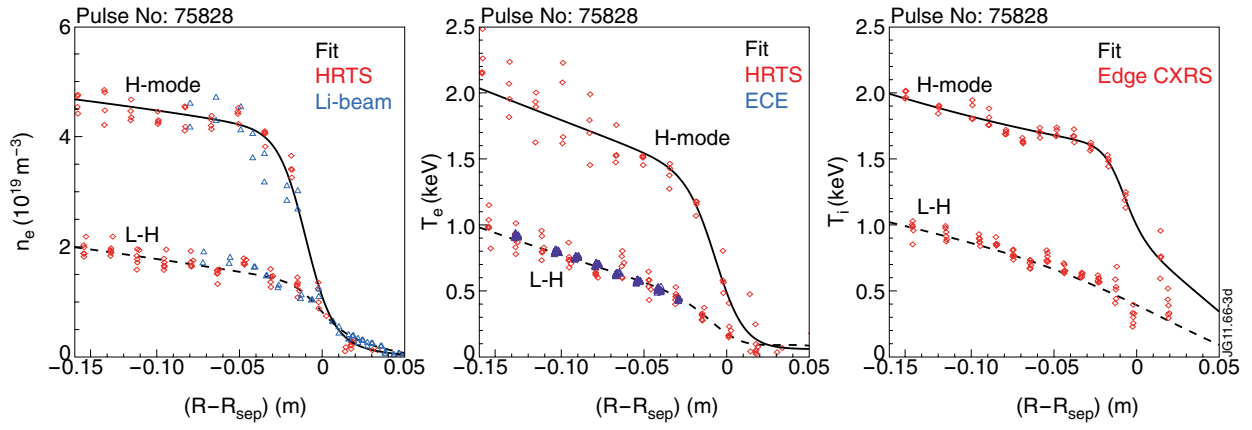 Pulse No: 75828
6
4
2
0
n_e (10^19 m^−3)
H-mode
L-H
Fit
HRTS
Li-beam
−0.15
−0.10
−0.05
0
0.05
(R−R_sep) (m)
Pulse No: 75828
2.5
2.0
1.5
1.0
0.5
0
T_e (keV)
H-mode
L-H
Fit
HRTS
ECE
−0.15
−0.10
−0.05
0
0.05
(R−R_sep) (m)
Pulse No: 75828
2.5
2.0
1.5
1.0
0.5
0
T_i (keV)
H-mode
L-H
Fit
Edge CXRS
−0.15
−0.10
−0.05
0
0.05
(R−R_sep) (m)
JG11.66-3d